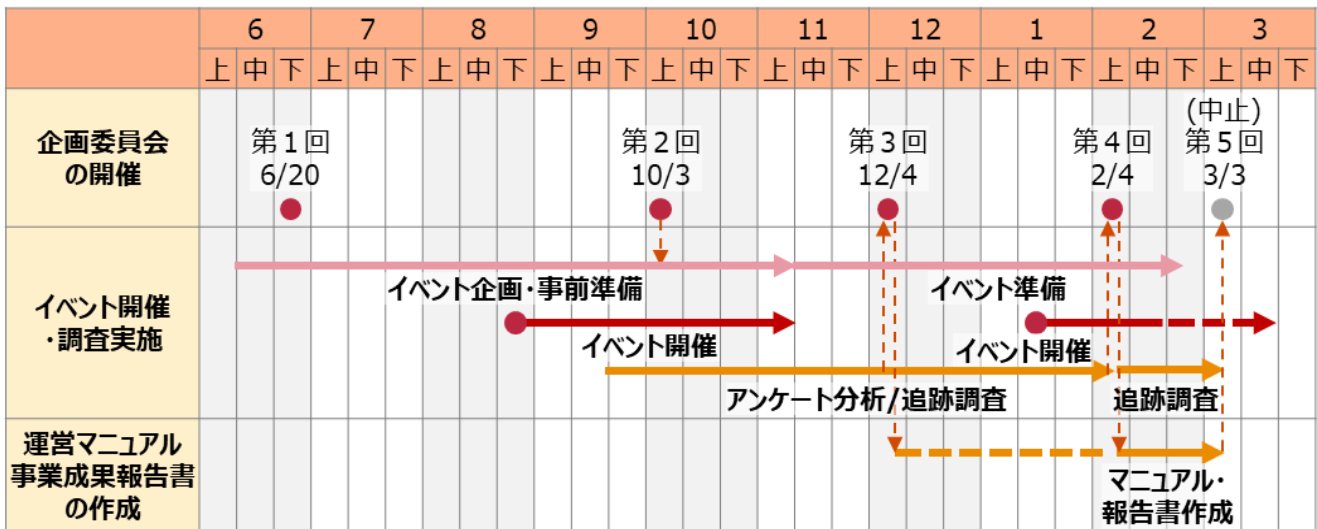 6 7 8 9 10 11 12 1 2 3
上 中 下 上 中 下 上 中 下 上 中 下 上 中 下 上 中 下 上 中 下 上 中 下 上 中 下 上 中 下
企画委員会
の開催
第1回
6/20
第2回
10/3
第3回
12/4
第4回
2/4
(中止)
第5回
3/3
イベント開催
・調査実施
イベント企画・事前準備
イベント準備
イベント開催
イベント開催
アンケート分析/追跡調査
追跡調査
運営マニュアル
事業成果報告書
の作成
マニュアル・
報告書作成